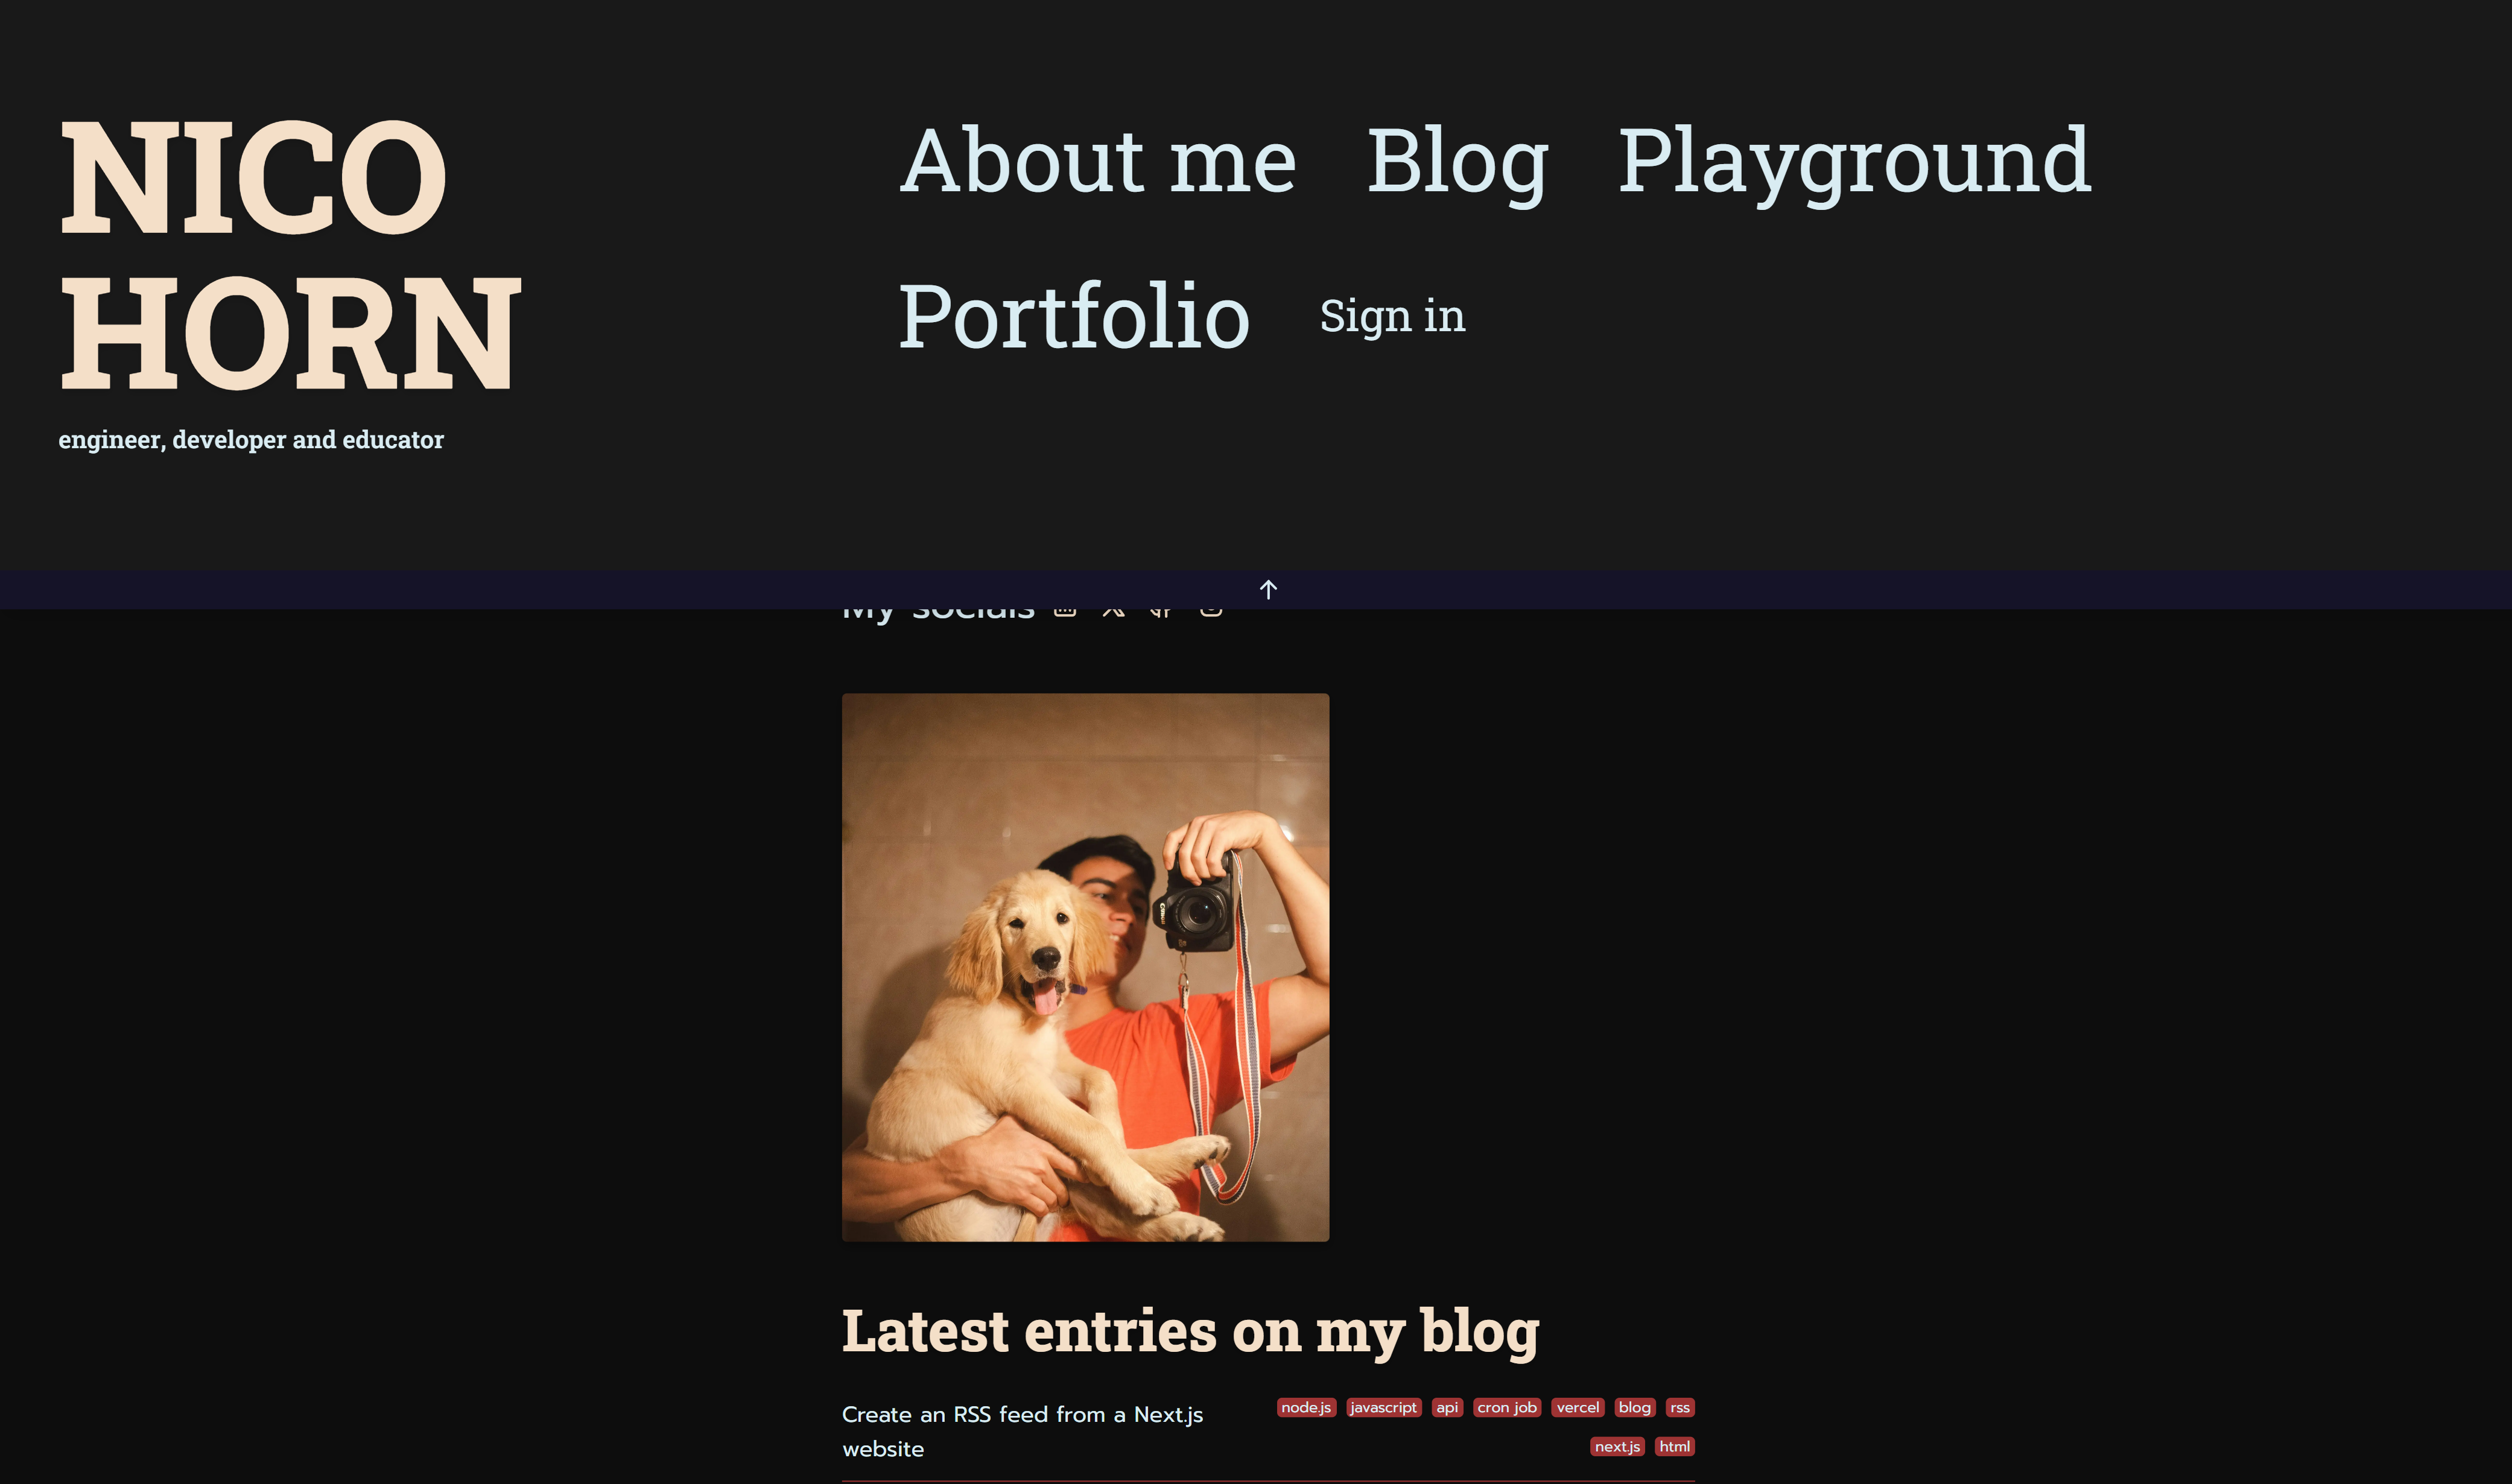 NICO
HORN
engineer, developer and educator
About me Blog Playground
Portfolio Sign in
My socials
Latest entries on my blog
Create an RSS feed from a Next.js
website
node.js javascript api cron job vercel blog rss
next.js html